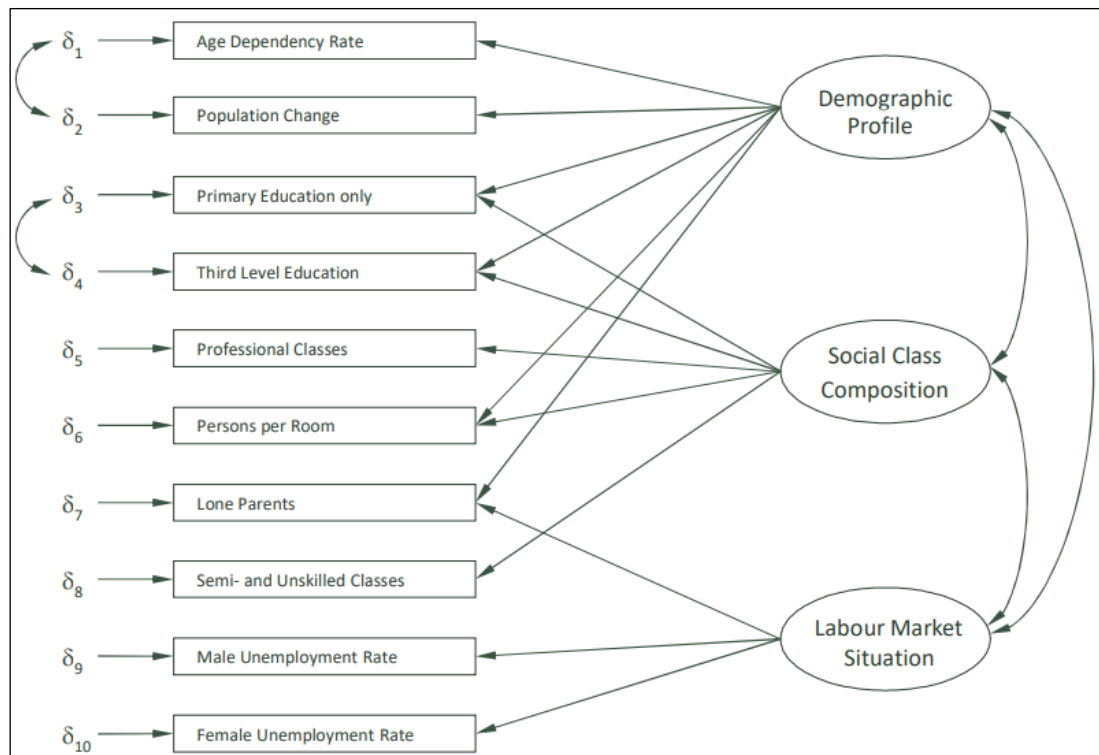 δ1 Age Dependency Rate
Demographic
Profile
δ2 Population Change
δ3 Primary Education only
δ4 Third Level Education
δ5 Professional Classes
Social Class
Composition
δ6 Persons per Room
δ7 Lone Parents
δ8 Semi- and Unskilled Classes
Labour Market
Situation
δ9 Male Unemployment Rate
δ10 Female Unemployment Rate